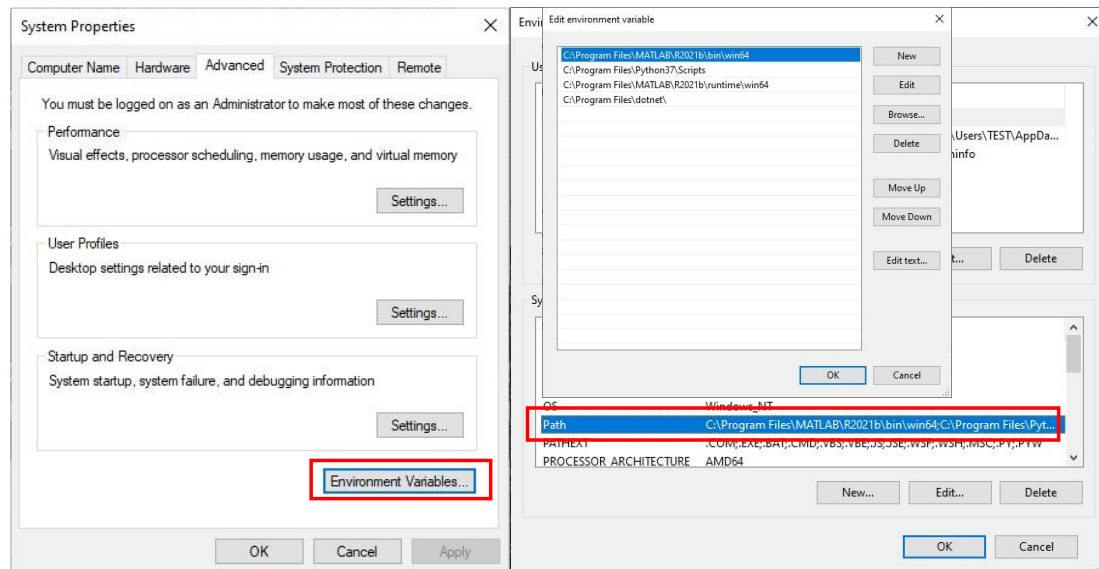 System Properties
Computer Name Hardware Advanced System Protection Remote
You must be logged on as an Administrator to make most of these changes.
Performance
Visual effects, processor scheduling, memory usage, and virtual memory
Settings...
User Profiles
Desktop settings related to your sign-in
Settings...
Startup and Recovery
System startup, system failure, and debugging information
Settings...
Environment Variables...
OK Cancel Apply
Edit environment variable
C:\Program Files\MATLAB\R2021b\bin\win64
C:\Program Files\Python37\Scripts
C:\Program Files\MATLAB\R2021b\runtime\win64
C:\Program Files\dotnet\
New
Edit
Browse...
Delete
Move Up
Move Down
Edit text...
OK Cancel
\Users\TEST\AppDa...
Delete
OS Windows_NT
Path C:\Program Files\MATLAB\R2021b\bin\win64;C:\Program Files\Pyt...
PATHEXT .COM;.EXE;.BAT;.CMD;.VBS;.VBE;.JS;.JSE;.WSF;.WSH;.MSC;.PY;.PYW
PROCESSOR_ARCHITECTURE AMD64
New... Edit... Delete
OK Cancel